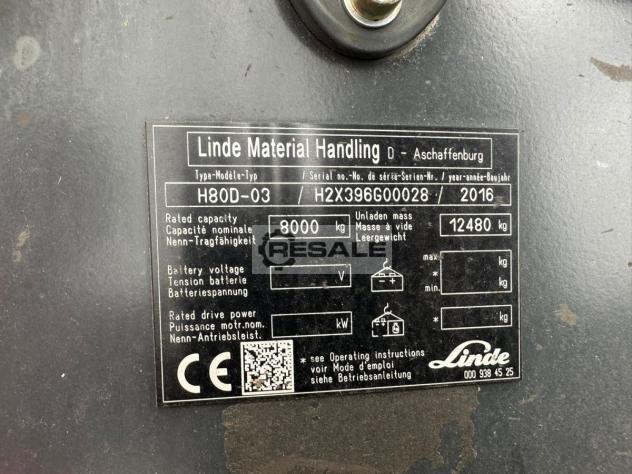 Linde Material Handling D - Aschaffenburg
Type-Modèle-Typ / Serial no.-No. de série-Serien-Nr. / year-année-Baujahr
H80D-03 / H2X396G00028 / 2016
Rated capacity
Capacité nominale
Nenn-Tragfähigkeit
8000 kg
Unladen mass
Masse à vide
Leergewicht
12480 kg
RESALE
Battery voltage
Tension batterie
Batteriespannung
V
max. kg
*
min. kg
Rated drive power
Puissance motr.nom.
Nenn-Antriebsleist.
kW
* kg
CE
* see Operating instructions
voir Mode d'emploi
siehe Betriebsanleitung
Linde
000 938 45 25